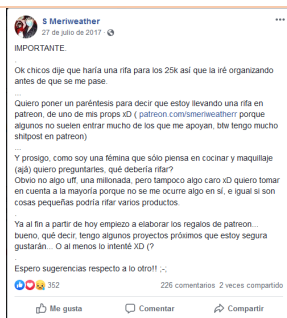 S Meriweather
27 de julio de 2017 ·
IMPORTANTE.
.
Ok chicos dije que haría una rifa para los 25k así que la iré organizando
antes de que se me pase.
...
Quiero poner un paréntesis para decir que estoy llevando una rifa en
patreon, de uno de mis props xD ( patreon.com/smeriweatherr porque
algunos no suelen entrar mucho de los que me apoyan, btw tengo mucho
shitpost en patreon)
...
Y prosigo, como soy una fémina que sólo piensa en cocinar y maquillaje
(ajá) quiero preguntarles, qué debería rifar?
Obvio no algo uff, una millonada, pero tampoco algo caro xD quiero tomar
en cuenta a la mayoría porque no se me ocurre algo en sí, e igual si son
cosas pequeñas podría rifar varios productos.
.
Ya al fin a partir de hoy empiezo a elaborar los regalos de patreon...
bueno, qué decir, tengo algunos proyectos próximos que estoy segura
gustarán... O al menos lo intenté XD (?
.
Espero sugerencias respecto a lo otro!! ;-;
352 226 comentarios 2 veces compartido
Me gusta Comentar Compartir